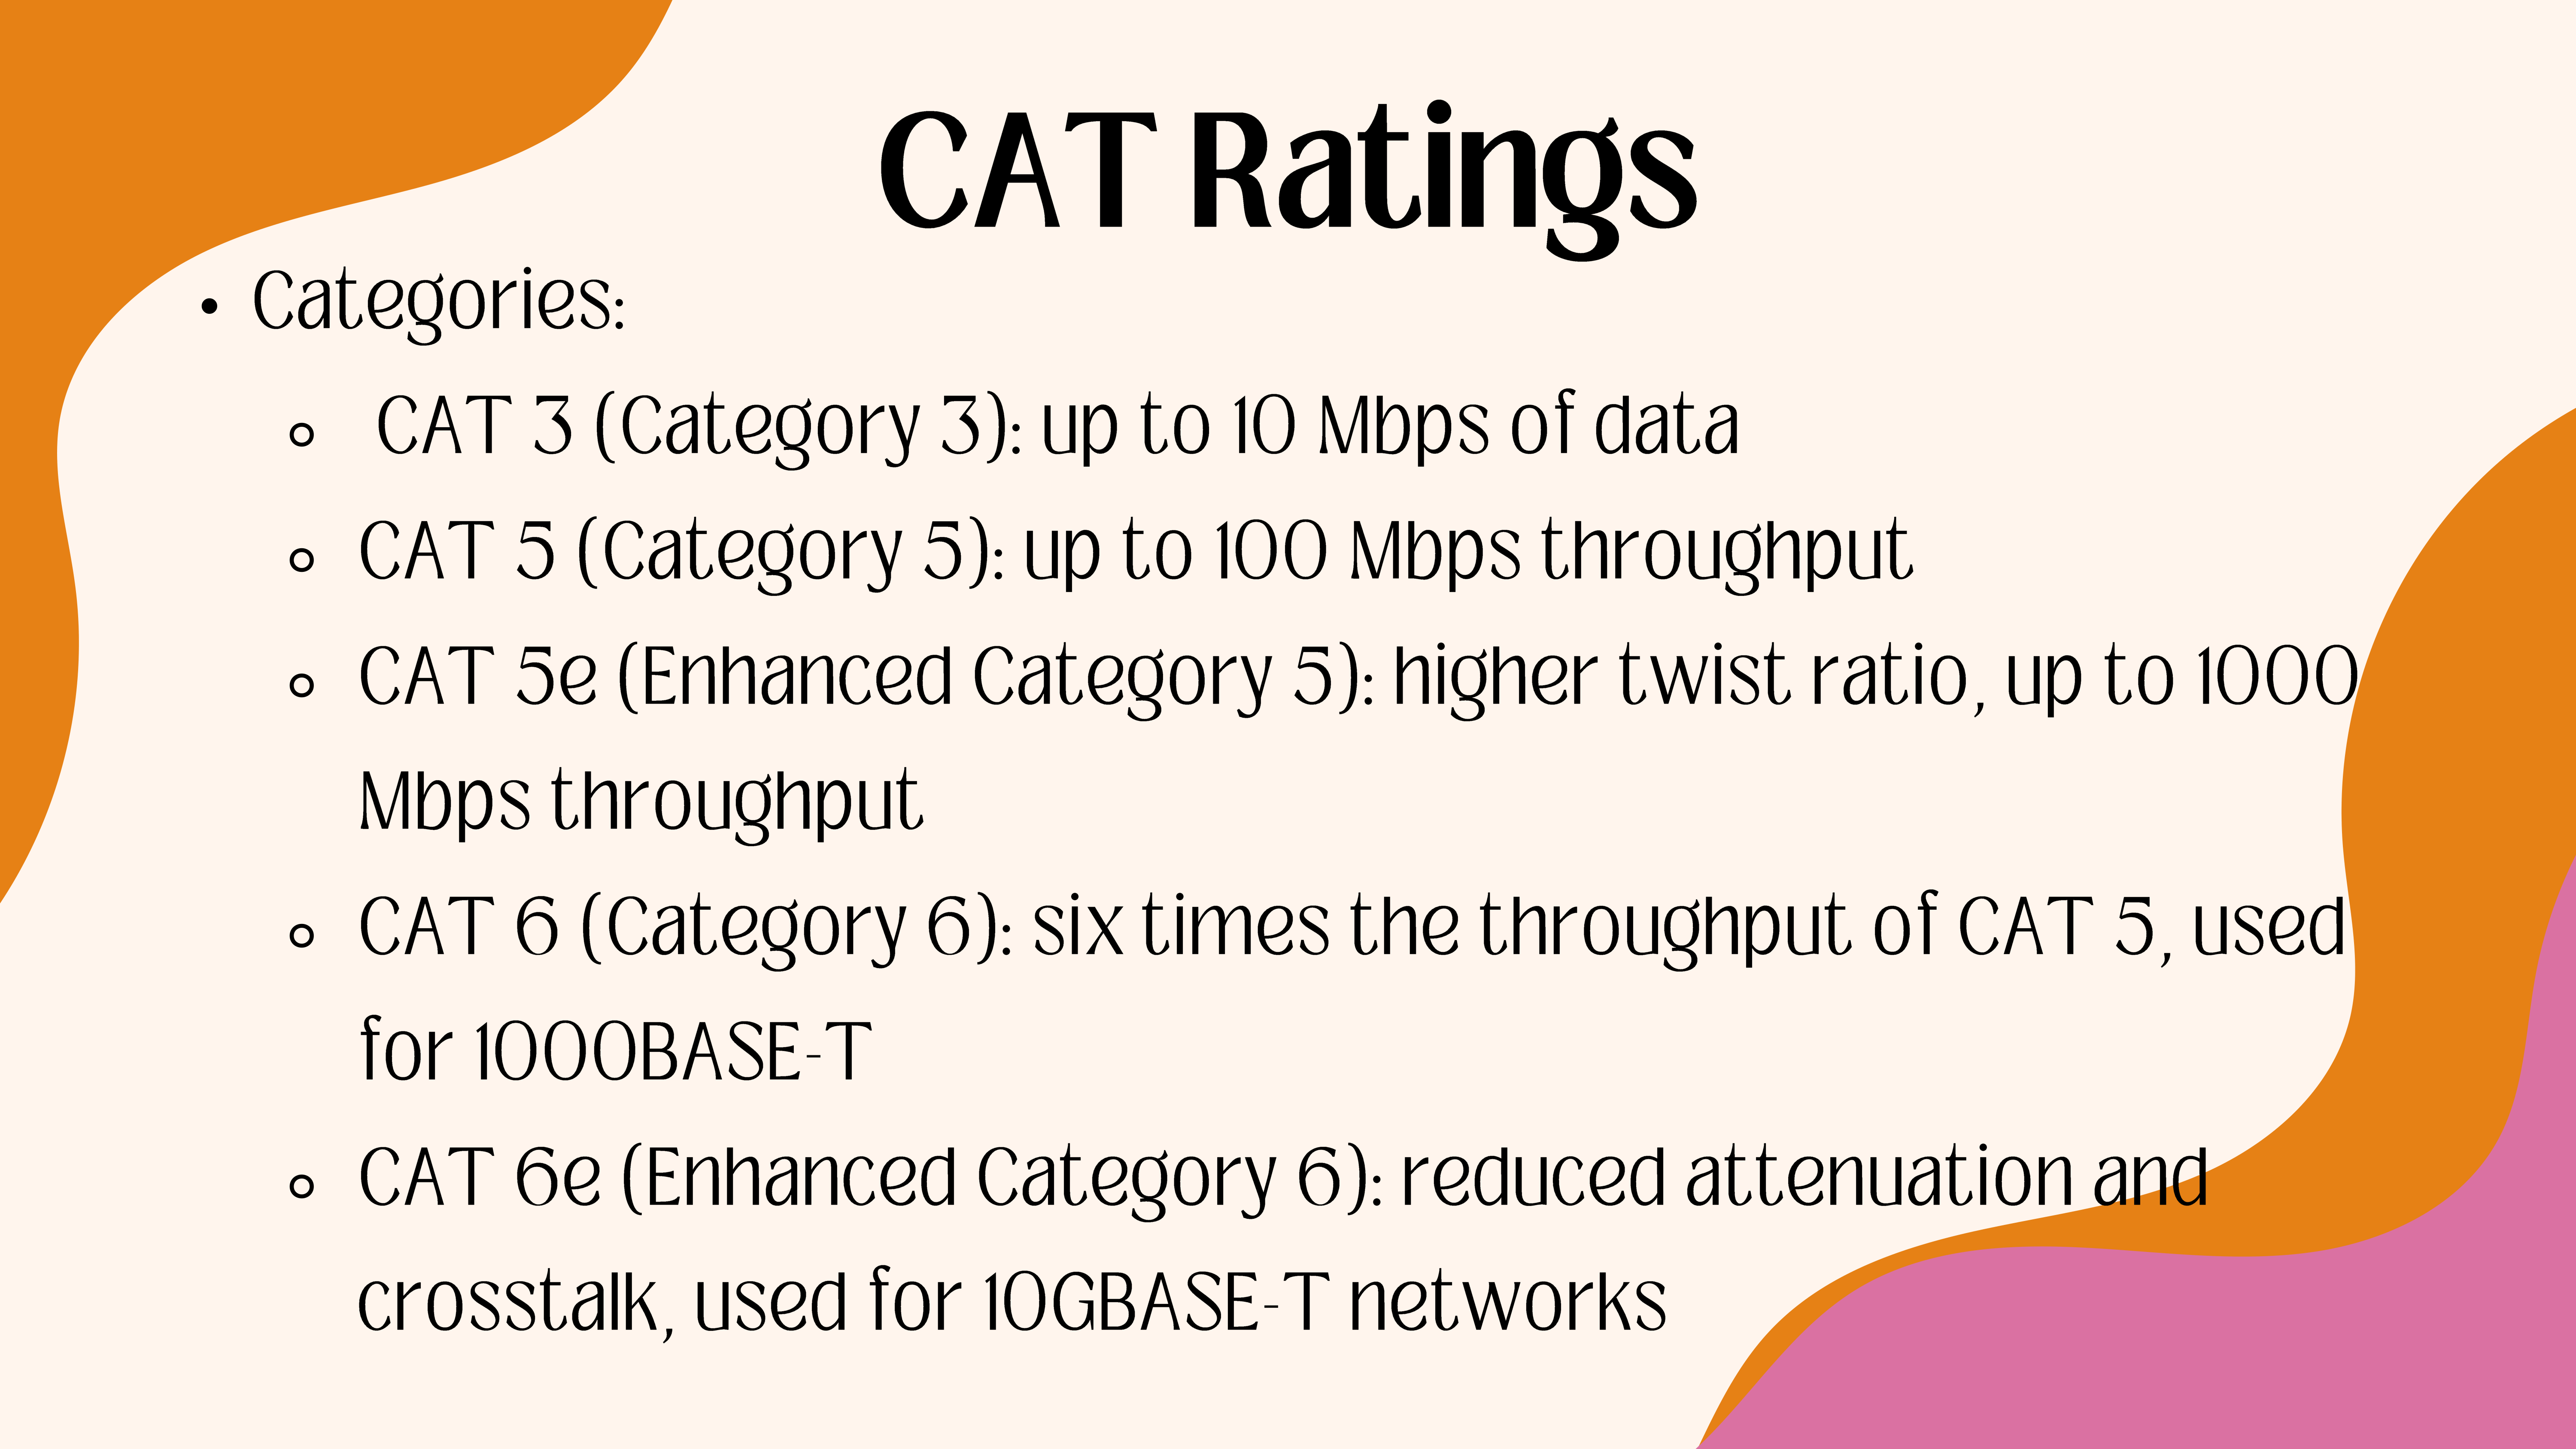 CAT Ratings
• Categories:
◦ CAT 3 (Category 3): up to 10 Mbps of data
◦ CAT 5 (Category 5): up to 100 Mbps throughput
◦ CAT 5e (Enhanced Category 5): higher twist ratio, up to 1000
Mbps throughput
◦ CAT 6 (Category 6): six times the throughput of CAT 5, used
for 1000BASE-T
◦ CAT 6e (Enhanced Category 6): reduced attenuation and
crosstalk, used for 10GBASE-T networks